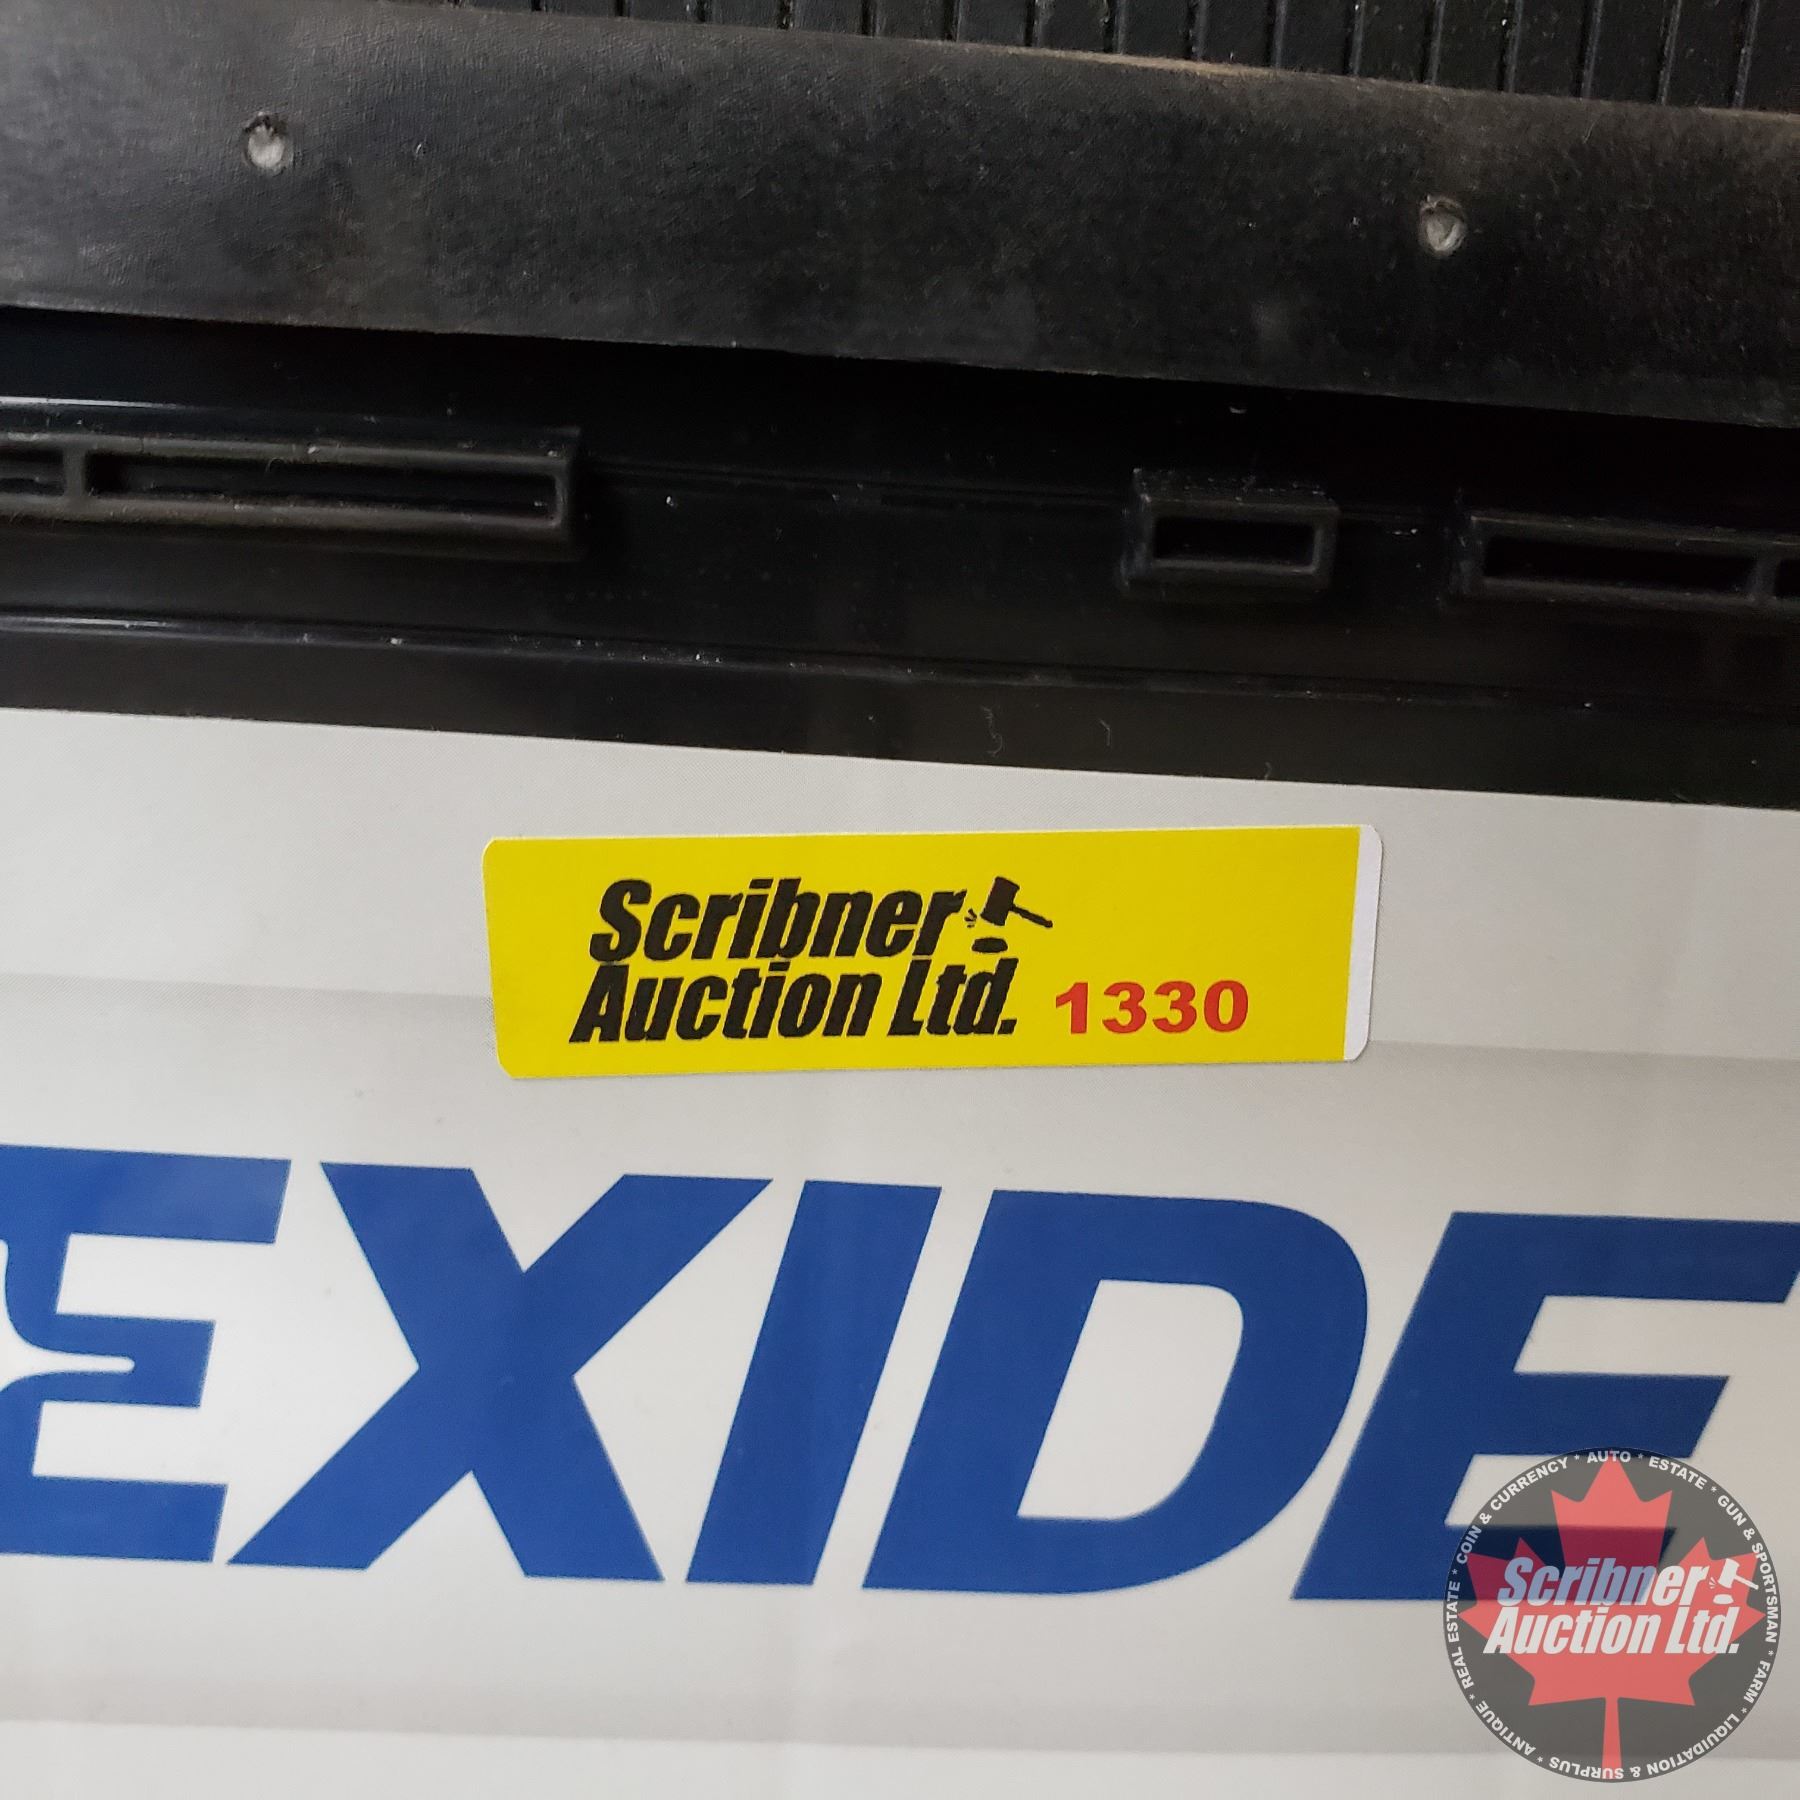 Scribner
Auction Ltd. 1330
EXIDE
COIN & CURRENCY * AUTO * ESTATE * GUN & SPORTSMAN * FARM * LIQUIDATION & SURPLUS * ANTIQUE * REAL ESTATE *
Scribner
Auction Ltd.